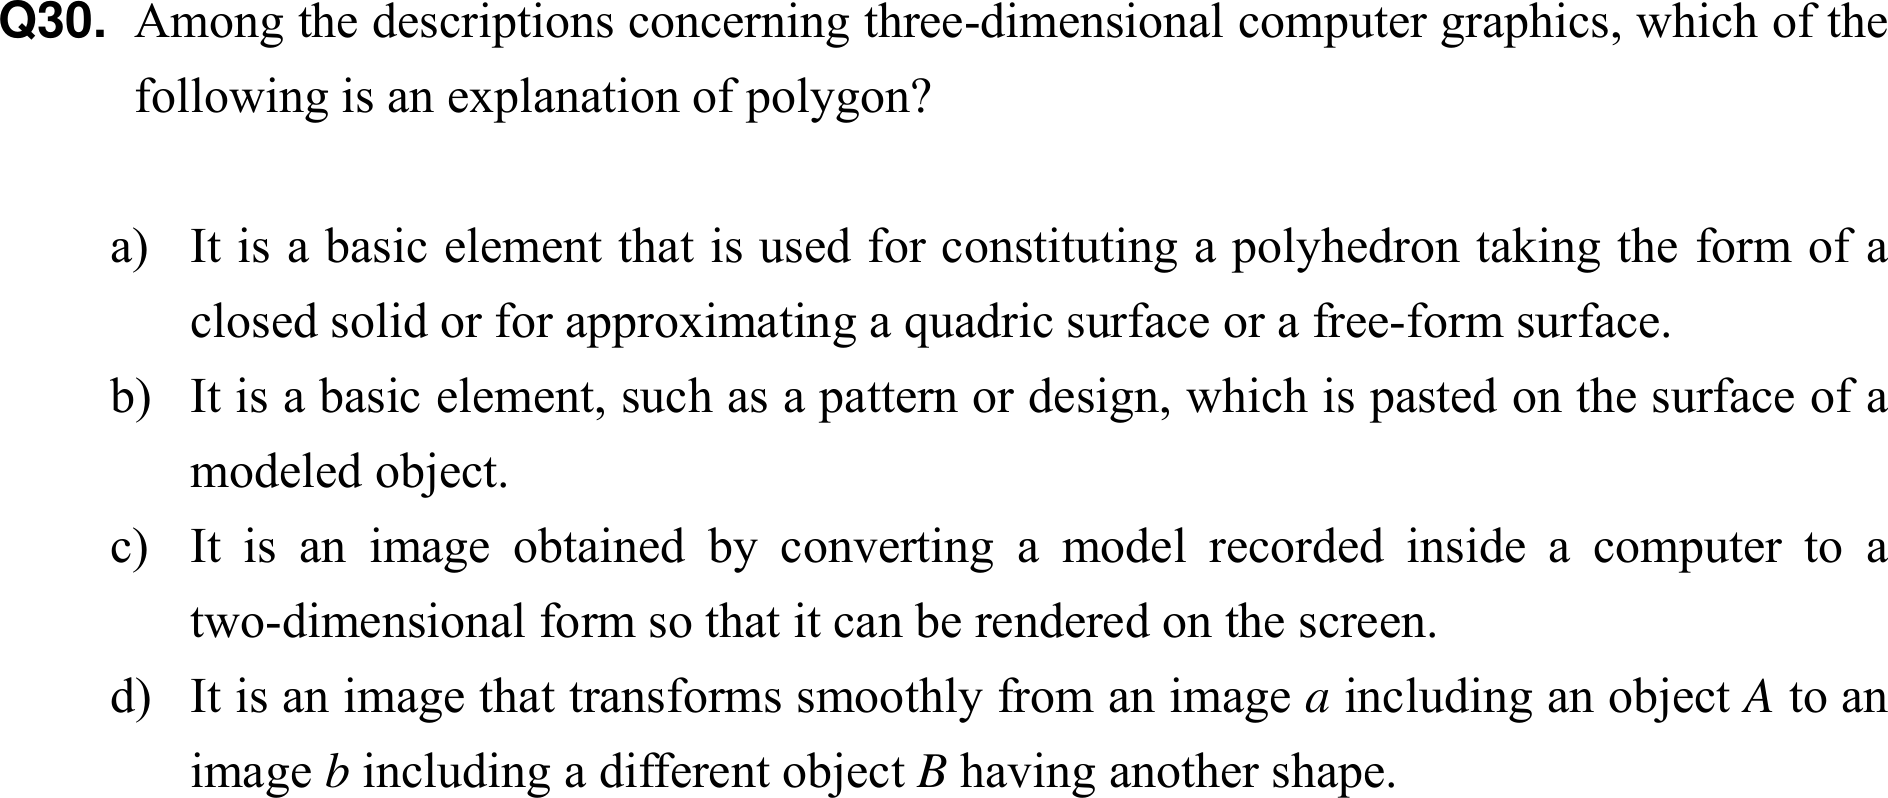 Q30. Among the descriptions concerning three-dimensional computer graphics, which of the
following is an explanation of polygon?
a) It is a basic element that is used for constituting a polyhedron taking the form of a
closed solid or for approximating a quadric surface or a free-form surface.
b) It is a basic element, such as a pattern or design, which is pasted on the surface of a
modeled object.
c) It is an image obtained by converting a model recorded inside a computer to a
two-dimensional form so that it can be rendered on the screen.
d) It is an image that transforms smoothly from an image a including an object A to an
image b including a different object B having another shape.